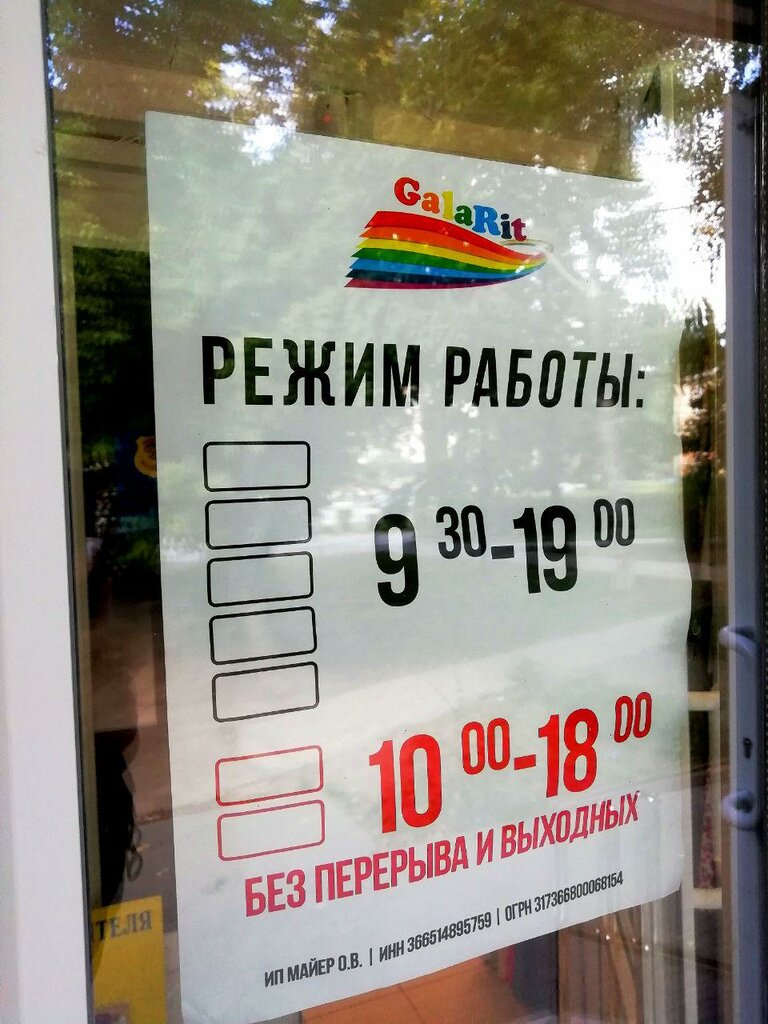 GalaRit
РЕЖИМ РАБОТЫ:
9 30-19 00
10 00-18 00
БЕЗ ПЕРЕРЫВА И ВЫХОДНЫХ
ИП МАЙЕР О.В. | ИНН 366514895759 | ОГРН 317366800068154
ТЕЛЯ